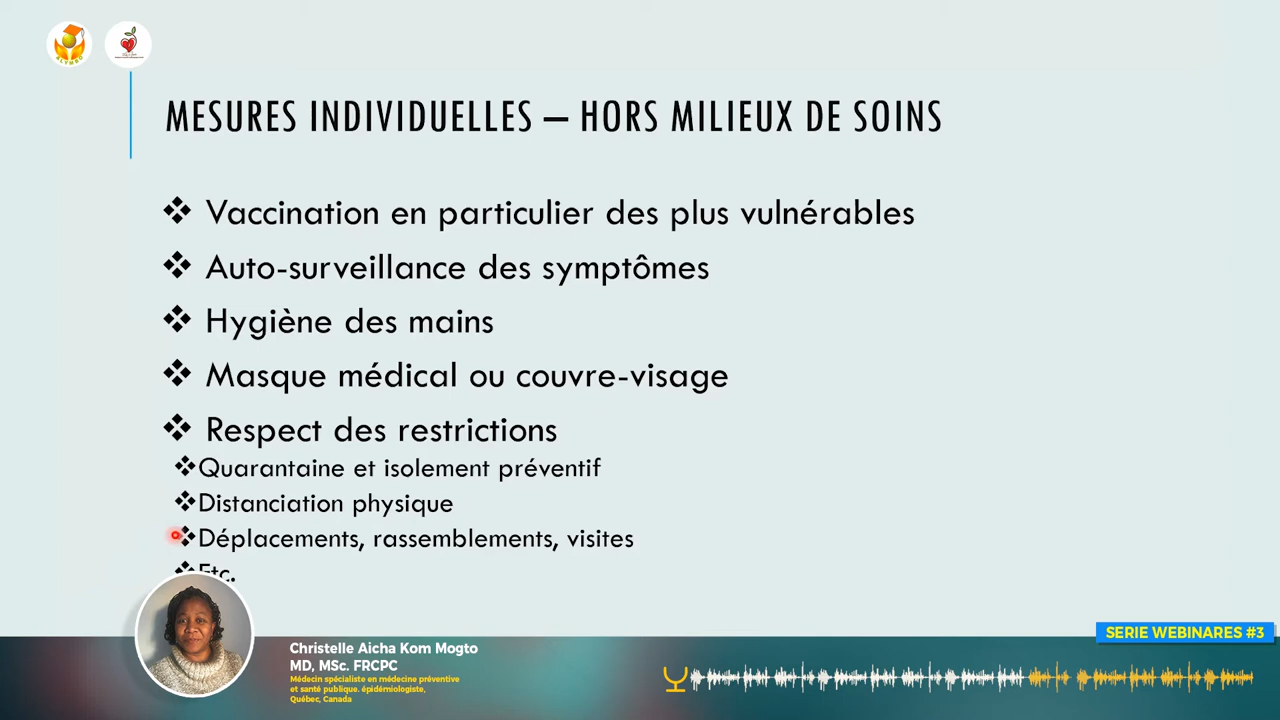 MESURES INDIVIDUELLES – HORS MILIEUX DE SOINS
Vaccination en particulier des plus vulnérables
Auto-surveillance des symptômes
Hygiène des mains
Masque médical ou couvre-visage
Respect des restrictions
Quarantaine et isolement préventif
Distanciation physique
Déplacements, rassemblements, visites
Etc.
SERIE WEBINARES #3
Christelle Aicha Kom Mogto
MD, MSc. FRCPC
Médecin spécialiste en médecine préventive
et santé publique. épidémiologiste,
Québec, Canada